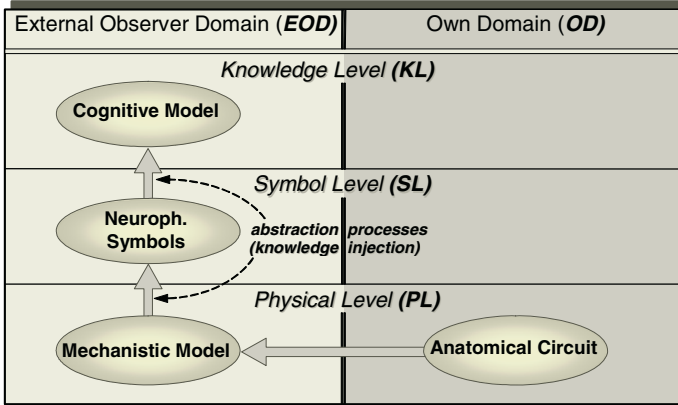 External Observer Domain (EOD)
Own Domain (OD)
Knowledge Level (KL)
Cognitive Model
Symbol Level (SL)
Neuroph.
Symbols
abstraction processes
(knowledge injection)
Physical Level (PL)
Mechanistic Model
Anatomical Circuit